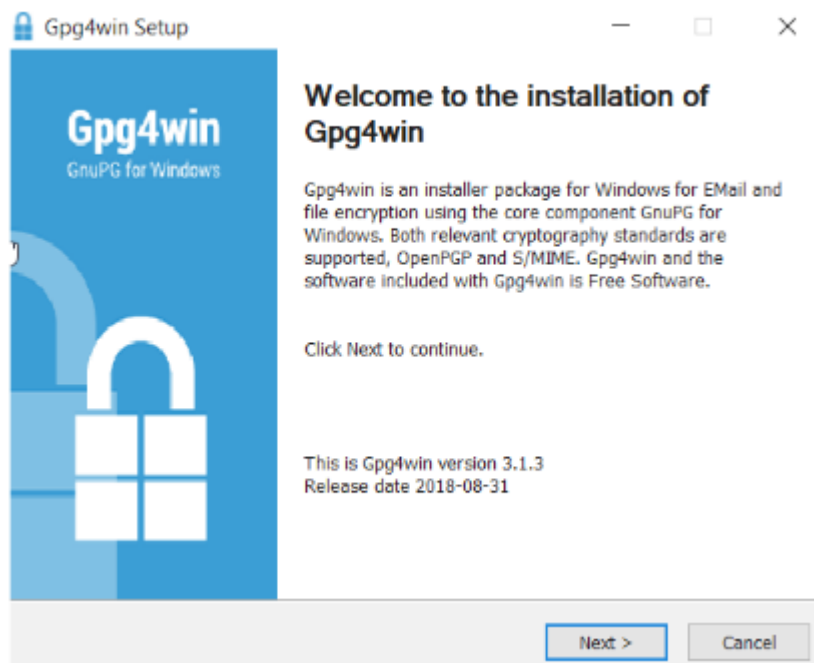 Gpg4win Setup
Gpg4win
GnuPG for Windows
Welcome to the installation of
Gpg4win
Gpg4win is an installer package for Windows for EMail and
file encryption using the core component GnuPG for
Windows. Both relevant cryptography standards are
supported, OpenPGP and S/MIME. Gpg4win and the
software included with Gpg4win is Free Software.
Click Next to continue.
This is Gpg4win version 3.1.3
Release date 2018-08-31
Next >
Cancel